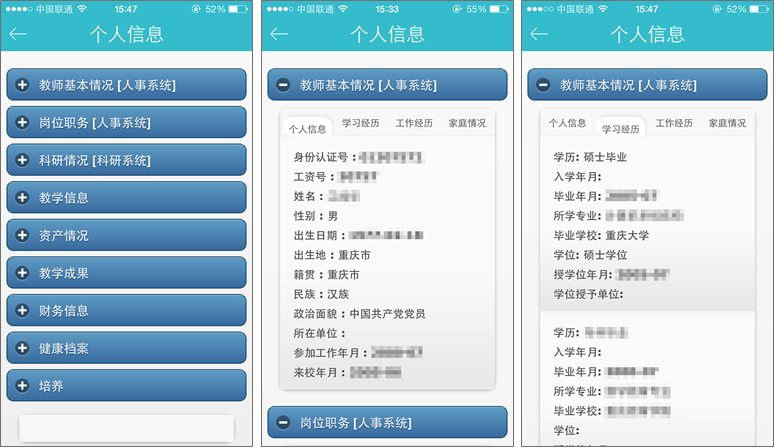 中国联通 15:47 52%
个人信息
教师基本情况 [人事系统]
岗位职务 [人事系统]
科研情况 [科研系统]
教学信息
资产情况
教学成果
财务信息
健康档案
培养
中国联通 15:33 55%
个人信息
教师基本情况 [人事系统]
个人信息 学习经历 工作经历 家庭情况
身份认证号：
工资号：
姓名：
性别：男
出生日期：
出生地：重庆市
籍贯：重庆市
民族：汉族
政治面貌：中国共产党党员
所在单位：
参加工作年月：
来校年月：
岗位职务 [人事系统]
中国联通 15:47 52%
个人信息
教师基本情况 [人事系统]
个人信息 学习经历 工作经历 家庭情况
学历: 硕士毕业
入学年月:
毕业年月:
所学专业:
毕业学校: 重庆大学
学位: 硕士学位
授学位年月:
学位授予单位:
学历:
入学年月:
毕业年月:
所学专业:
毕业学校:
学位: